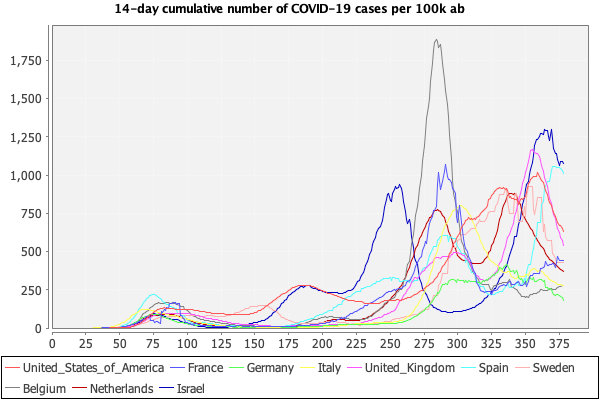 14-day cumulative number of COVID-19 cases per 100k ab
1,750
1,500
1,250
1,000
750
500
250
0
0 25 50 75 100 125 150 175 200 225 250 275 300 325 350 375
United_States_of_America France Germany Italy United_Kingdom Spain Sweden
Belgium Netherlands Israel